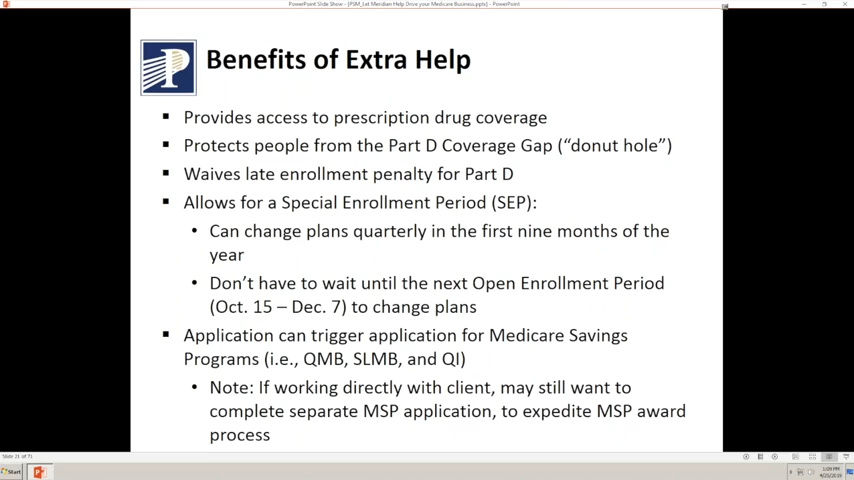 PowerPoint Slide Show - [PSM_Let Meridian Help Drive your Medicare Business.pptx] - PowerPoint
P
Benefits of Extra Help
▪ Provides access to prescription drug coverage
▪ Protects people from the Part D Coverage Gap (“donut hole”)
▪ Waives late enrollment penalty for Part D
▪ Allows for a Special Enrollment Period (SEP):
• Can change plans quarterly in the first nine months of the
year
• Don’t have to wait until the next Open Enrollment Period
(Oct. 15 – Dec. 7) to change plans
▪ Application can trigger application for Medicare Savings
Programs (i.e., QMB, SLMB, and QI)
• Note: If working directly with client, may still want to
complete separate MSP application, to expedite MSP award
process
Slide 21 of 71
Start